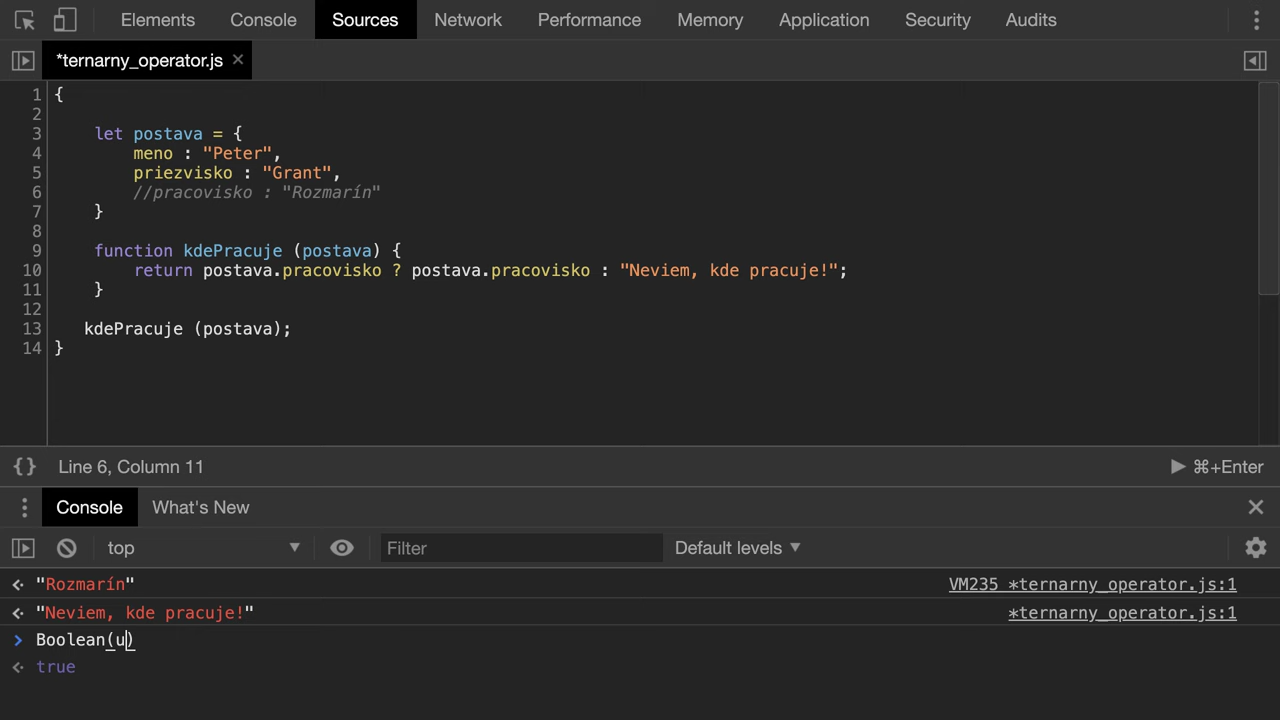 Elements Console Sources Network Performance Memory Application Security Audits
*ternarny_operator.js ×
1 {
2
3 let postava = {
4 meno : "Peter",
5 priezvisko : "Grant",
6 //pracovisko : "Rozmarín"
7 }
8
9 function kdePracuje (postava) {
10 return postava.pracovisko ? postava.pracovisko : "Neviem, kde pracuje!";
11 }
12
13 kdePracuje (postava);
14 }
{} Line 6, Column 11 ⌘+Enter
Console What's New
top Filter Default levels
"Rozmarín" VM235 *ternarny_operator.js:1
"Neviem, kde pracuje!" *ternarny_operator.js:1
Boolean(u)
true